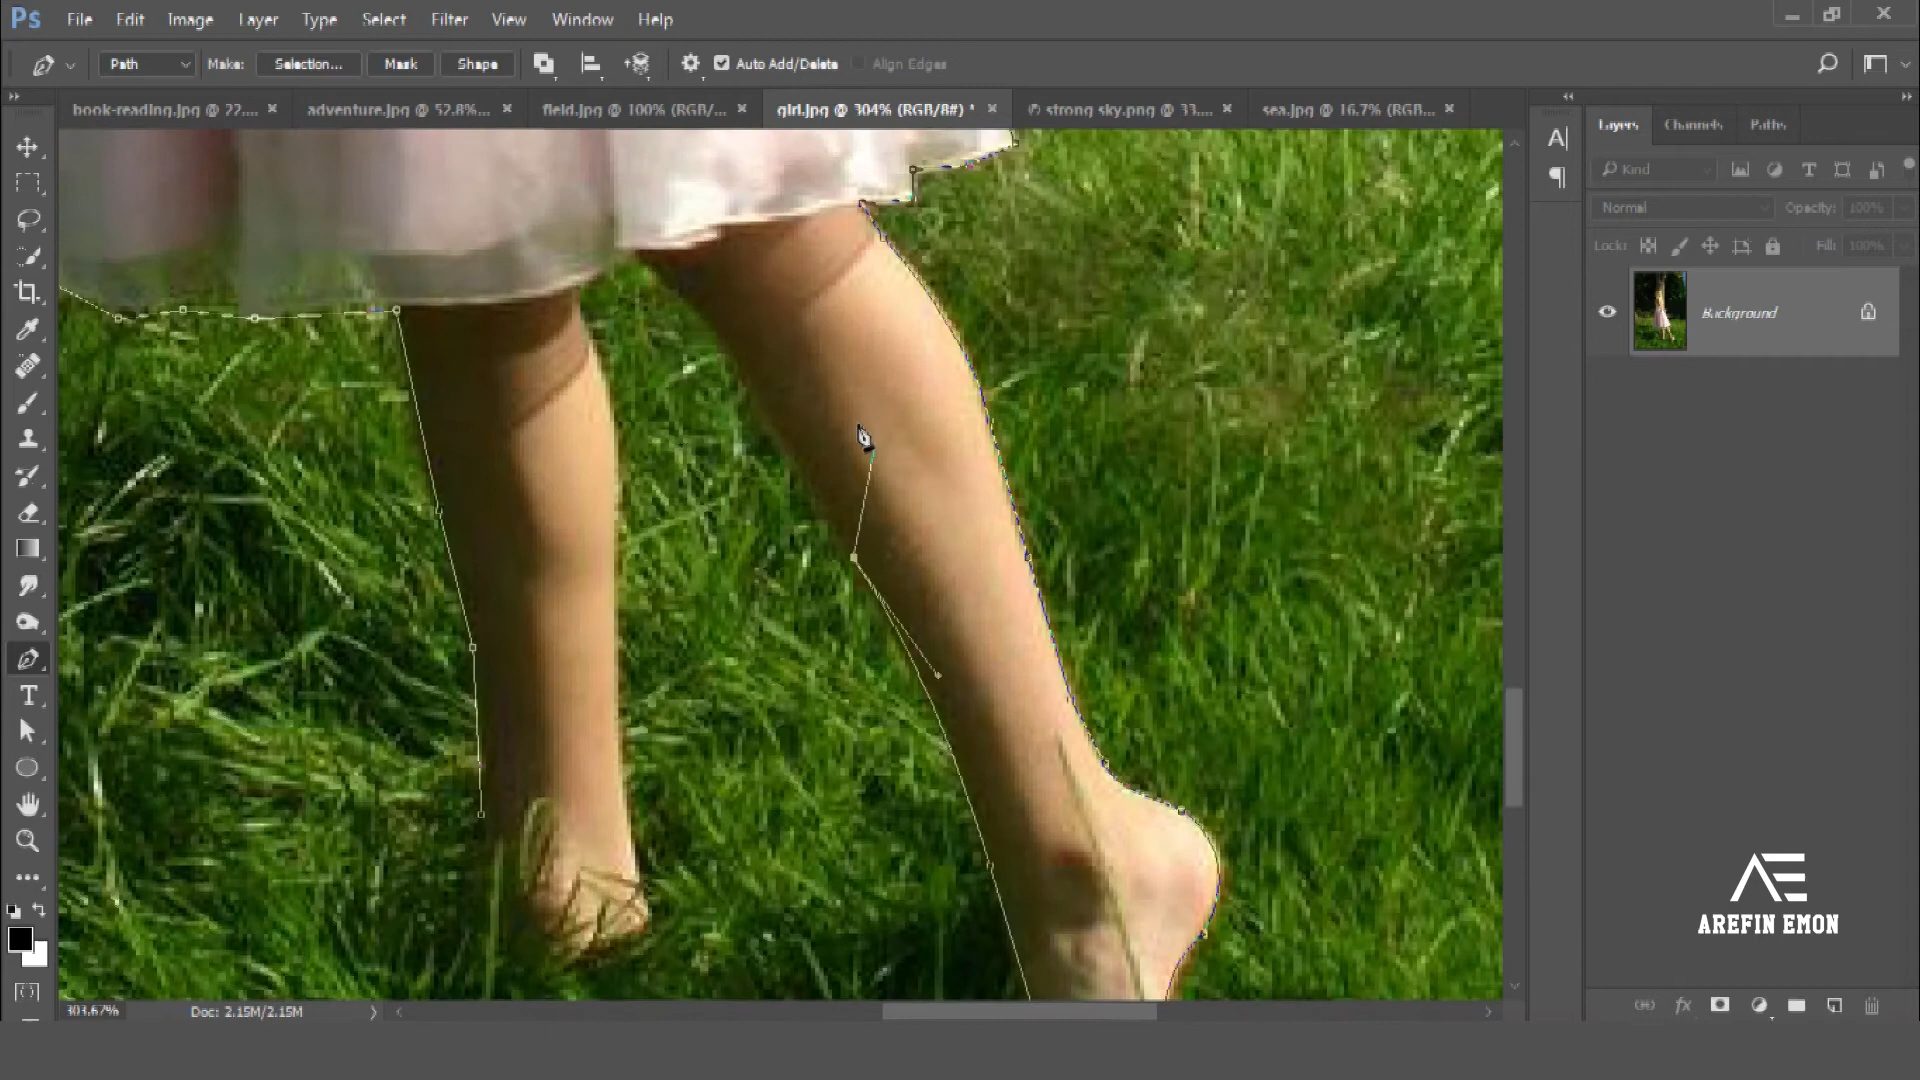 Ps File Edit Image Layer Type Select Filter View Window Help
Path Make: Selection... Mask Shape Auto Add/Delete Align Edges
book-reading.jpg @ 22.... × adventure.jpg @ 52.8%... × field.jpg @ 100% (RGB/... × girl.jpg @ 304% (RGB/8#) * × strong sky.png @ 33.... × sea.jpg @ 16.7% (RGB... ×
Layers Channels Paths
Kind
Normal Opacity: 100%
Lock: Fill: 100%
Background
AREFIN EMON
303.67% Doc: 2.15M/2.15M